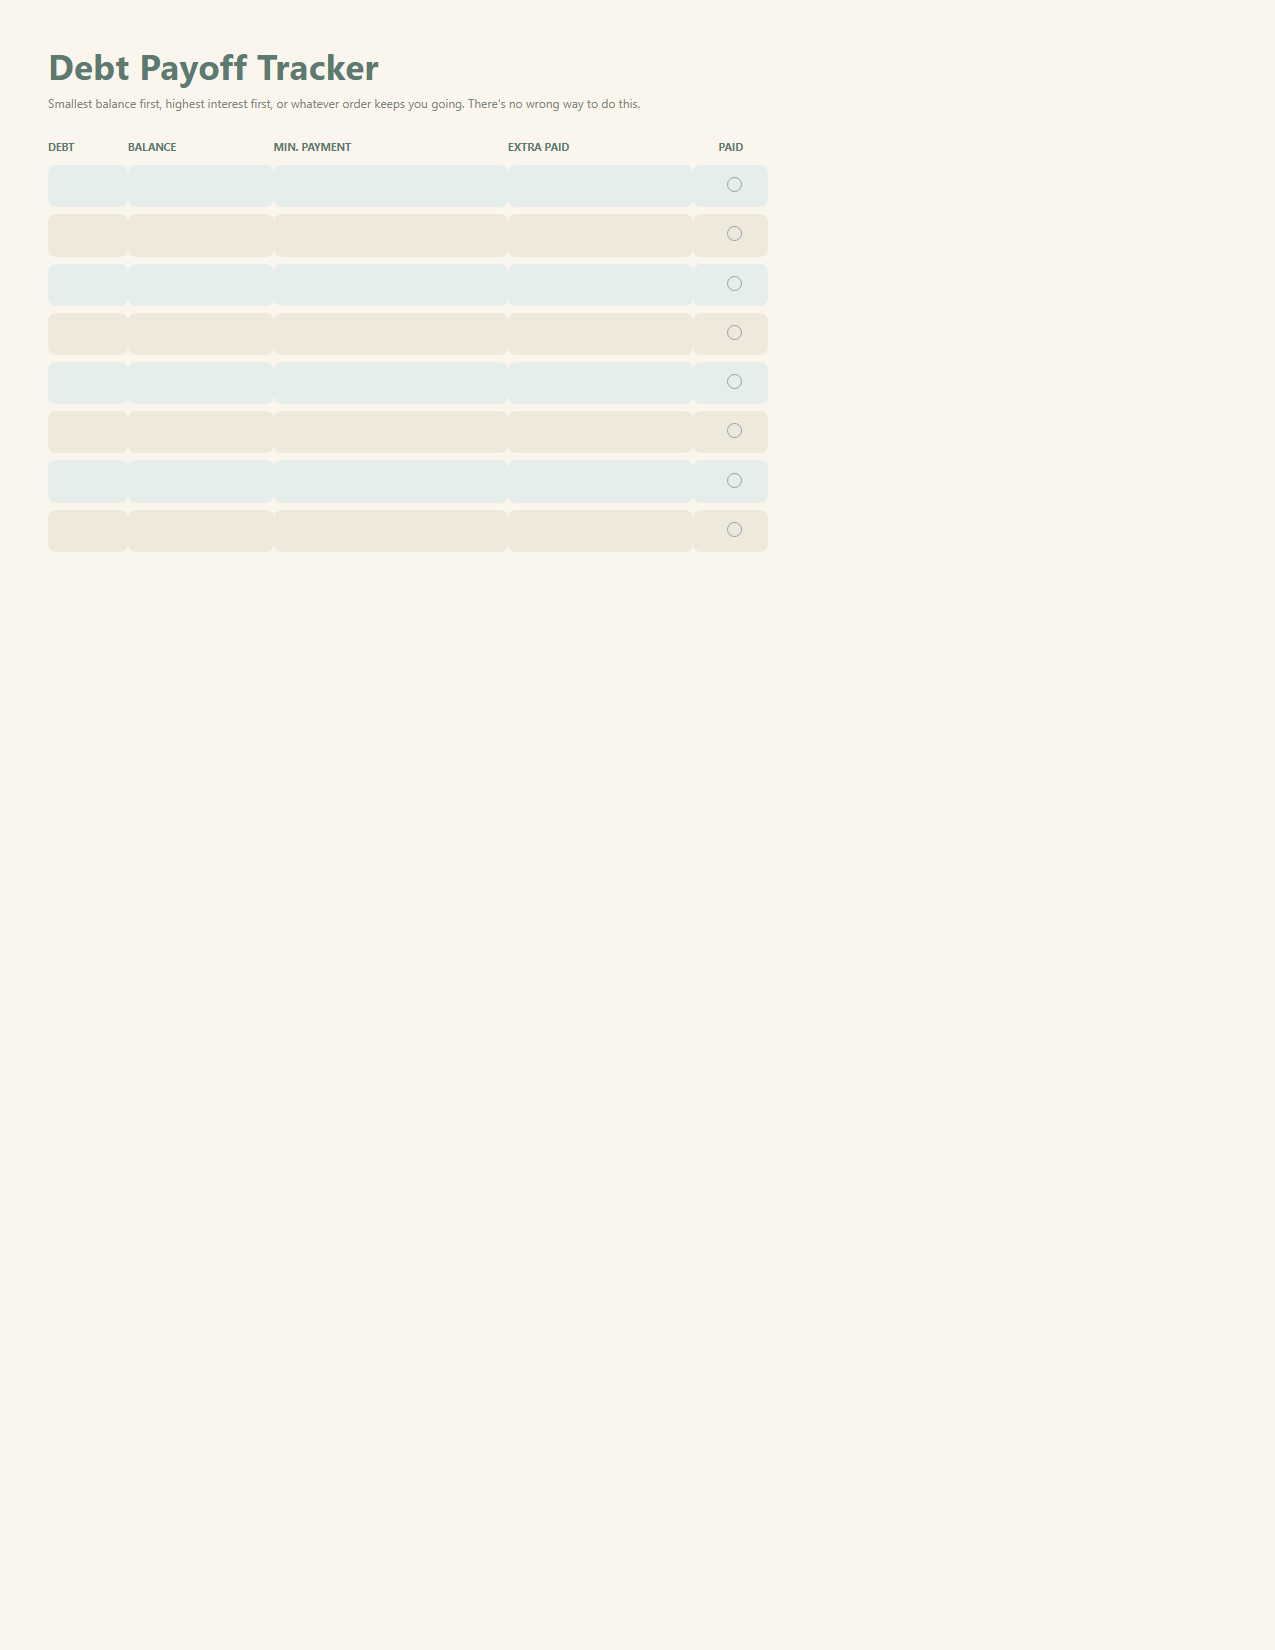 Debt Payoff Tracker
Smallest balance first, highest interest first, or whatever order keeps you going. There's no wrong way to do this.
DEBT BALANCE MIN. PAYMENT EXTRA PAID PAID